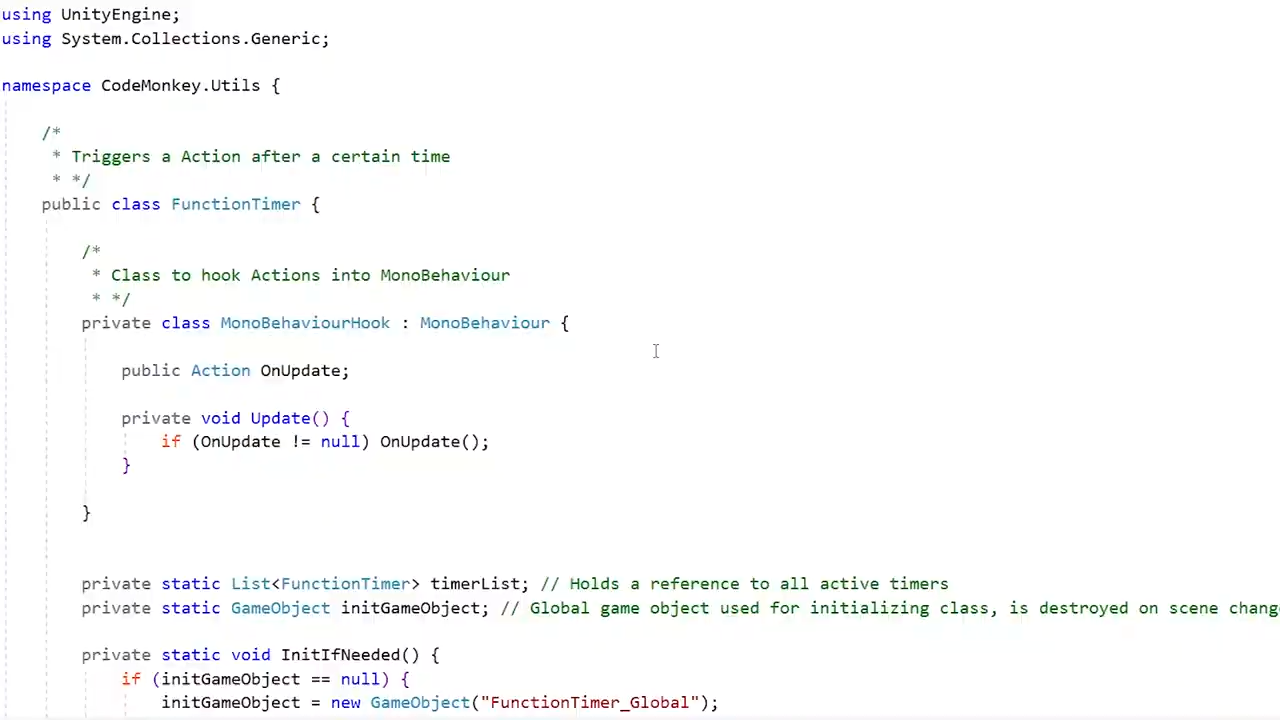 using UnityEngine;
using System.Collections.Generic;
namespace CodeMonkey.Utils {
/*
* Triggers a Action after a certain time
* */
public class FunctionTimer {
/*
* Class to hook Actions into MonoBehaviour
* */
private class MonoBehaviourHook : MonoBehaviour {
public Action OnUpdate;
private void Update() {
if (OnUpdate != null) OnUpdate();
}
}
private static List<FunctionTimer> timerList; // Holds a reference to all active timers
private static GameObject initGameObject; // Global game object used for initializing class, is destroyed on scene chang
private static void InitIfNeeded() {
if (initGameObject == null) {
initGameObject = new GameObject("FunctionTimer_Global");